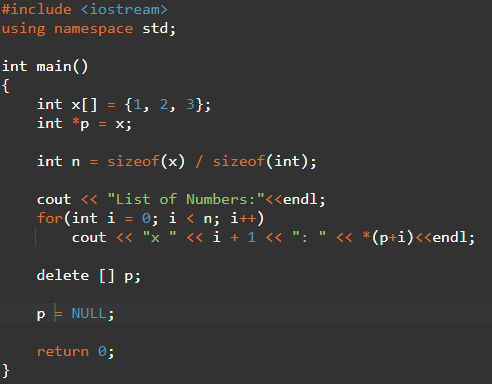 #include <iostream>
using namespace std;
int main()
{
int x[] = {1, 2, 3};
int *p = x;
int n = sizeof(x) / sizeof(int);
cout << "List of Numbers:"<<endl;
for(int i = 0; i < n; i++)
cout << "x " << i + 1 << ": " << *(p+i)<<endl;
delete [] p;
p = NULL;
return 0;
}